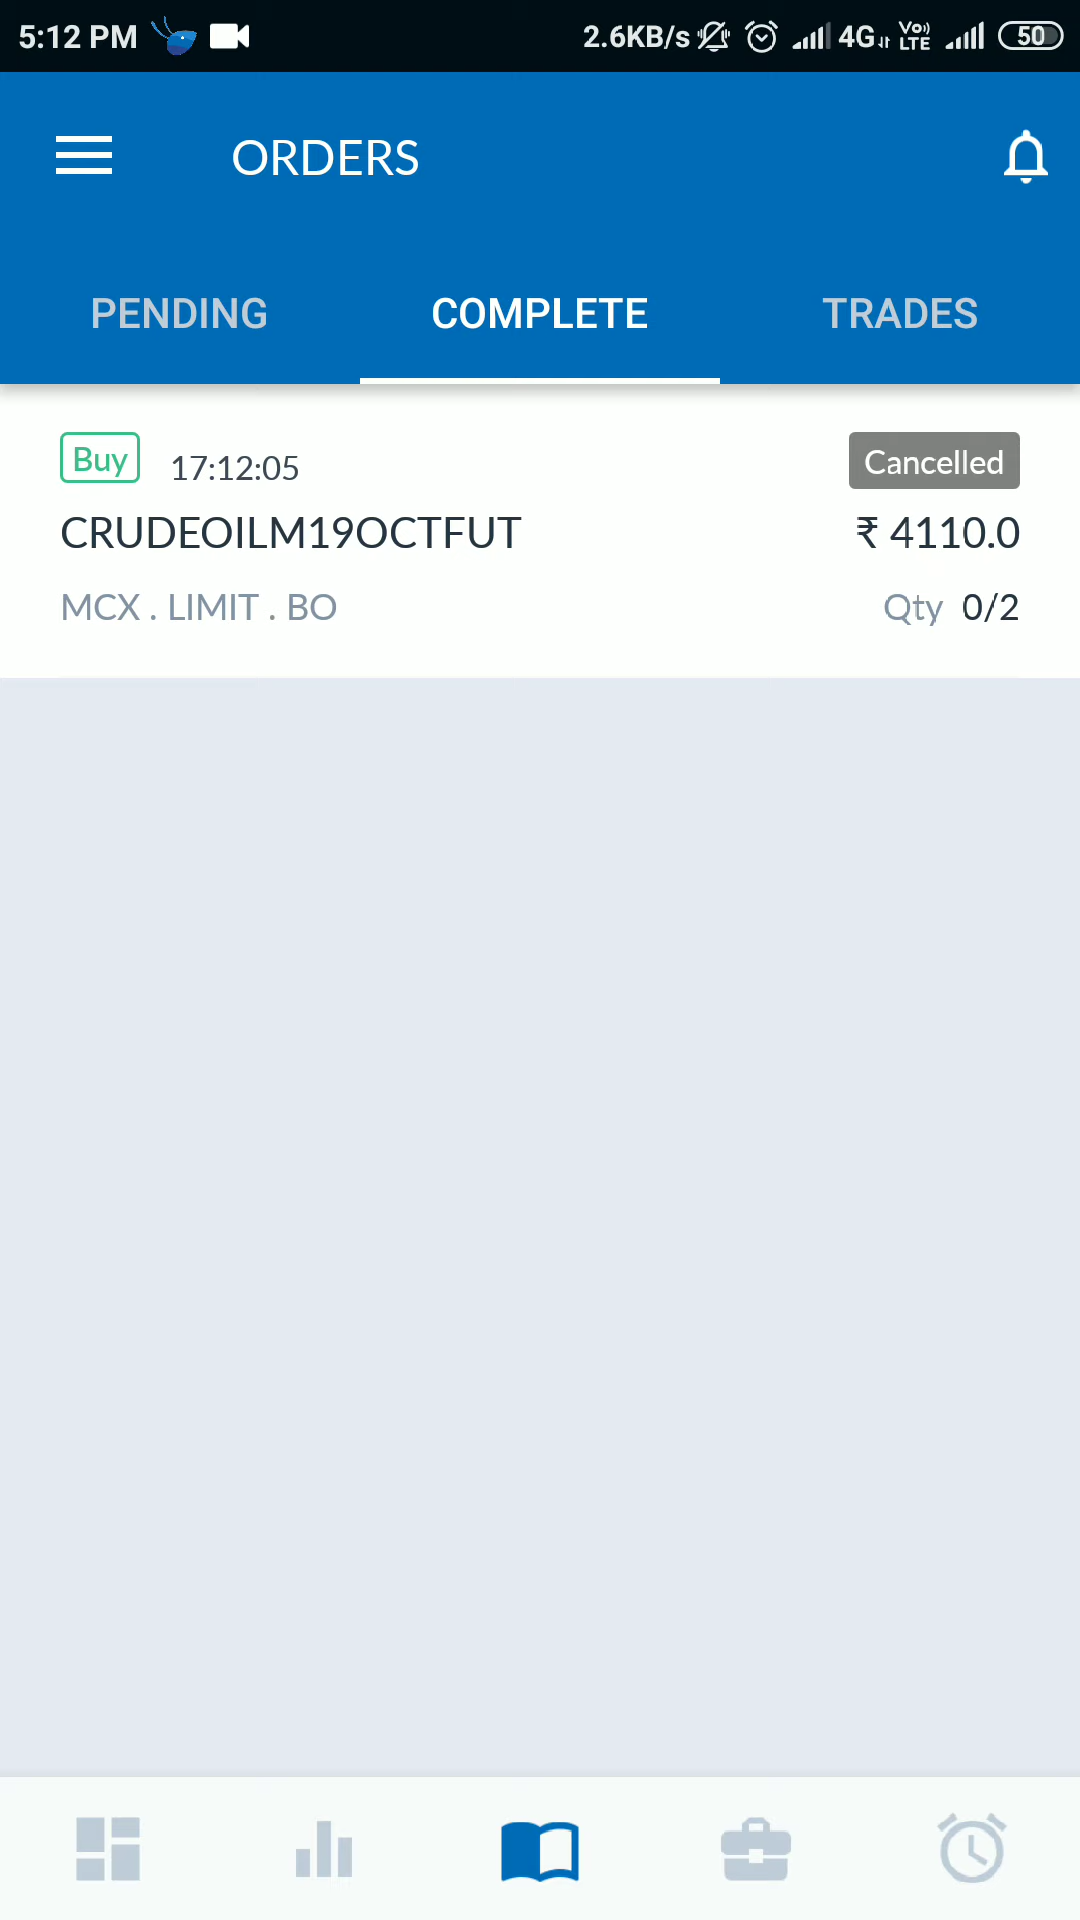 5:12 PM 2.6KB/s 4G Vo)) LTE 50
ORDERS
PENDING COMPLETE TRADES
Buy 17:12:05 Cancelled
CRUDEOILM19OCTFUT ₹ 4110.0
MCX . LIMIT . BO Qty 0/2